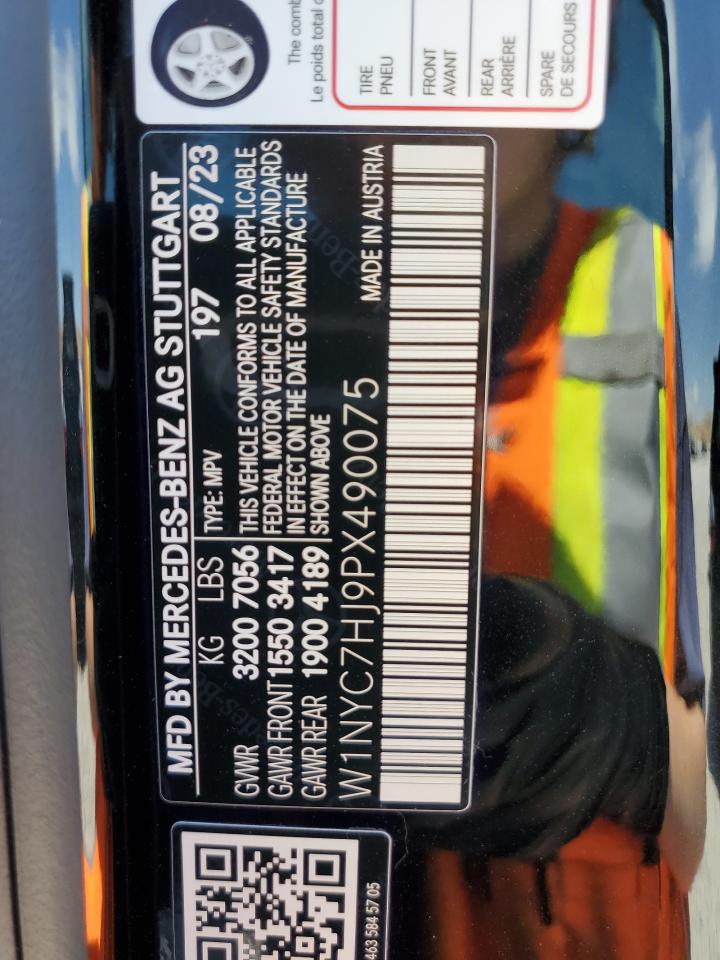 The comb
Le poids total c
TIRE
PNEU
FRONT
AVANT
REAR
ARRIÈRE
SPARE
DE SECOURS
MFD BY MERCEDES-BENZ AG STUTTGART
KG LBS 197 08/23
GVWR 3200 7056
GAWR FRONT 1550 3417
GAWR REAR 1900 4189
TYPE: MPV
THIS VEHICLE CONFORMS TO ALL APPLICABLE
FEDERAL MOTOR VEHICLE SAFETY STANDARDS
IN EFFECT ON THE DATE OF MANUFACTURE
SHOWN ABOVE
W1NYC7HJ9PX490075 MADE IN AUSTRIA
463 584 57 05